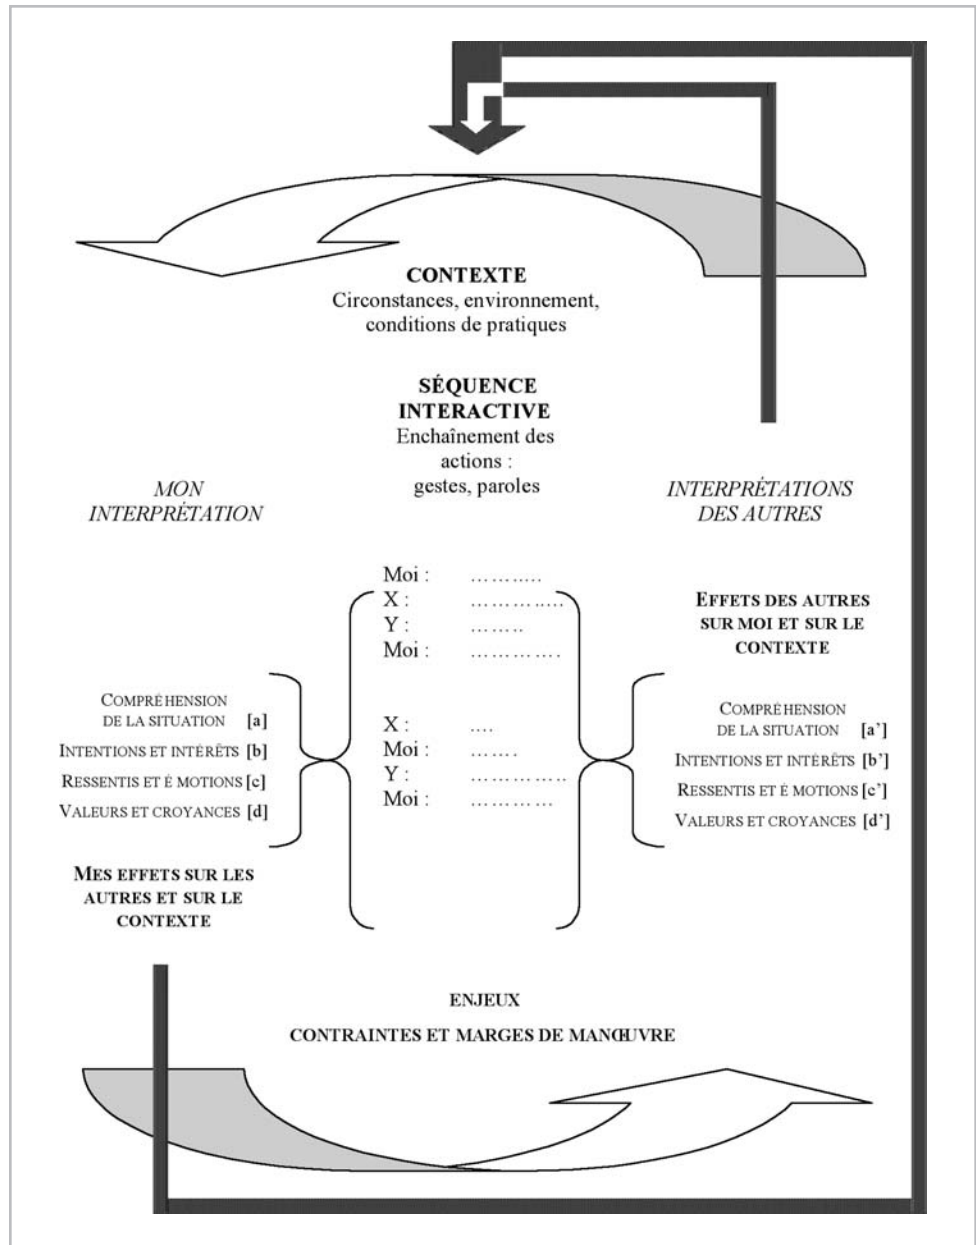 CONTEXTE
Circonstances, environnement,
conditions de pratiques
SÉQUENCE
INTERACTIVE
Enchaînement des
actions :
gestes, paroles
MON
INTERPRÉTATION
INTERPRÉTATIONS
DES AUTRES
Moi : ……..…
X : …………..…
Y : ……..
Moi : ………….
X : ….
Moi : …….
Y : …………..
Moi : …………
COMPRÉHENSION
DE LA SITUATION [a]
INTENTIONS ET INTÉRÊTS [b]
RESSENTIS ET É MOTIONS [c]
VALEURS ET CROYANCES [d]
MES EFFETS SUR LES
AUTRES ET SUR LE
CONTEXTE
EFFETS DES AUTRES
SUR MOI ET SUR LE
CONTEXTE
COMPRÉHENSION
DE LA SITUATION [a’]
INTENTIONS ET INTÉRÊTS [b’]
RESSENTIS ET É MOTIONS [c’]
VALEURS ET CROYANCES [d’]
ENJEUX
CONTRAINTES ET MARGES DE MANŒUVRE